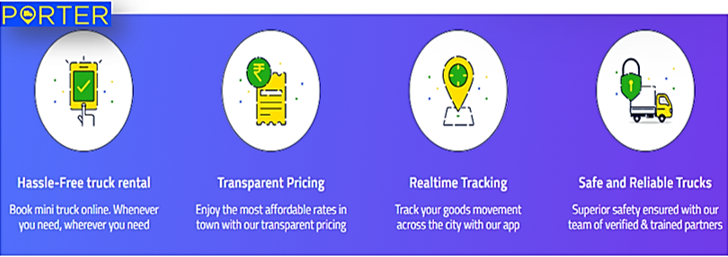 PORTER
Hassle-Free truck rental
Book mini truck online. Whenever
you need, wherever you need
Transparent Pricing
Enjoy the most affordable rates in
town with our transparent pricing
Realtime Tracking
Track your goods movement
across the city with our app
Safe and Reliable Trucks
Superior safety ensured with our
team of verified & trained partners